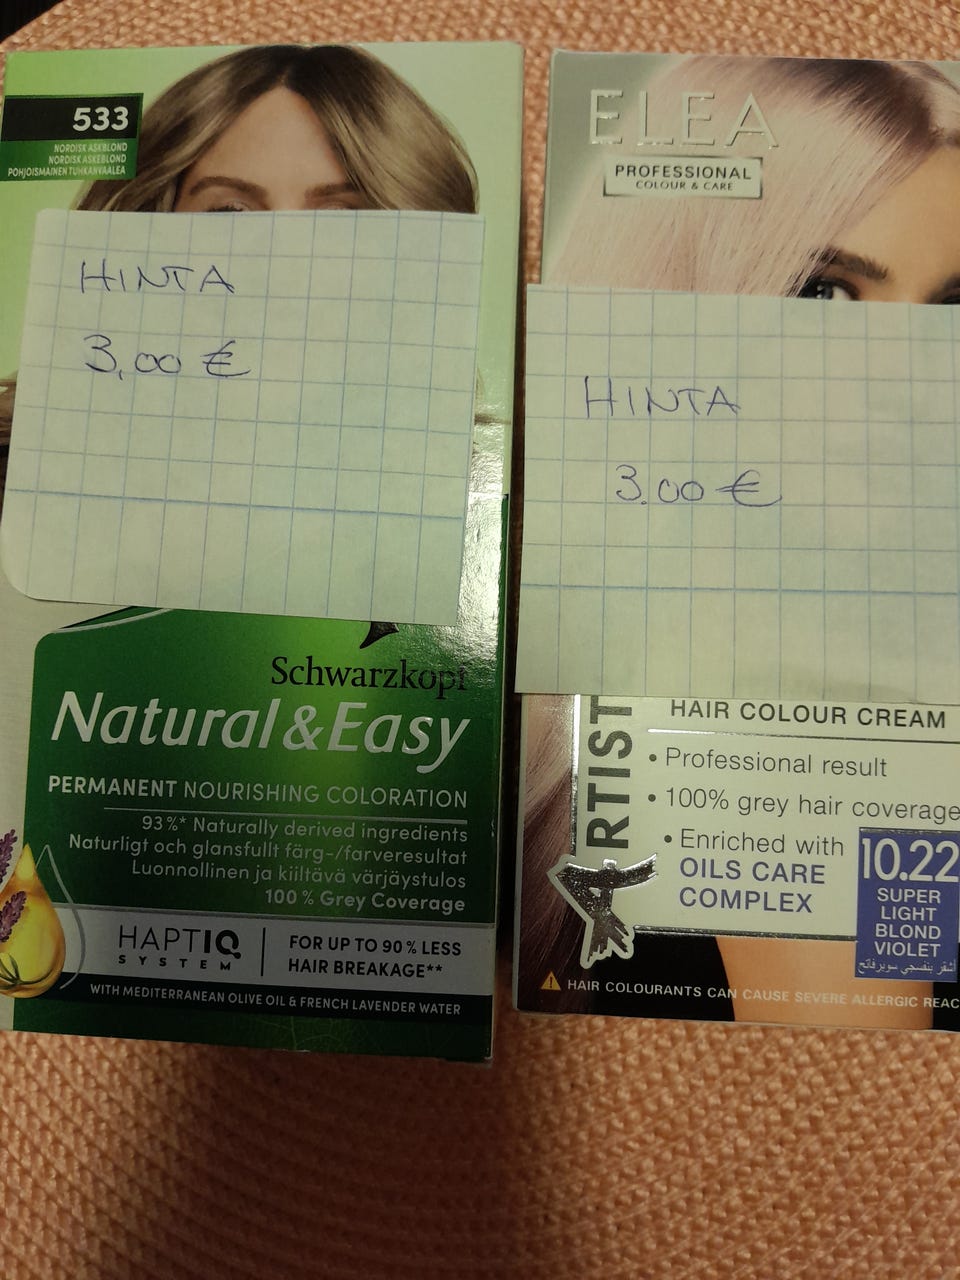 533
NORDISK ASKBLOND
NORDISK ASKEBLOND
POHJOISMAINEN TUHKANVAALEA
HINTA
3,00 €
Schwarzkopf
Natural&Easy
PERMANENT NOURISHING COLORATION
93%* Naturally derived ingredients
Naturligt och glansfullt färg-/farveresultat
Luonnollinen ja kiiltävä värjäystulos
100% Grey Coverage
HAPTIQ
SYSTEM
FOR UP TO 90% LESS
HAIR BREAKAGE**
WITH MEDITERRANEAN OLIVE OIL & FRENCH LAVENDER WATER
ELEA
PROFESSIONAL
COLOUR & CARE
HINTA
3.00 €
RTIST
HAIR COLOUR CREAM
• Professional result
• 100% grey hair coverage
• Enriched with
OILS CARE
COMPLEX
10.22
SUPER
LIGHT
BLOND
VIOLET
أشقر بنفسجي سوبرفاتح
HAIR COLOURANTS CAN CAUSE SEVERE ALLERGIC REAC